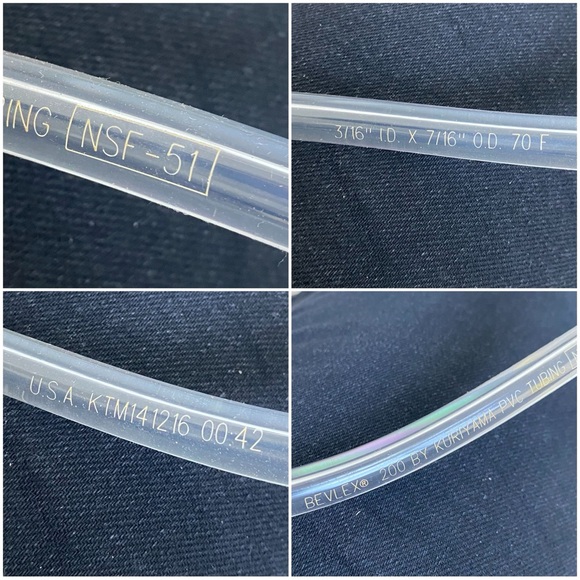 ING NSF-51
3/16" I.D. X 7/16" O.D. 70 F
U.S.A. KTM141216 00:42
BEVLEX® 200 BY KURIYAMA PVC TUBING